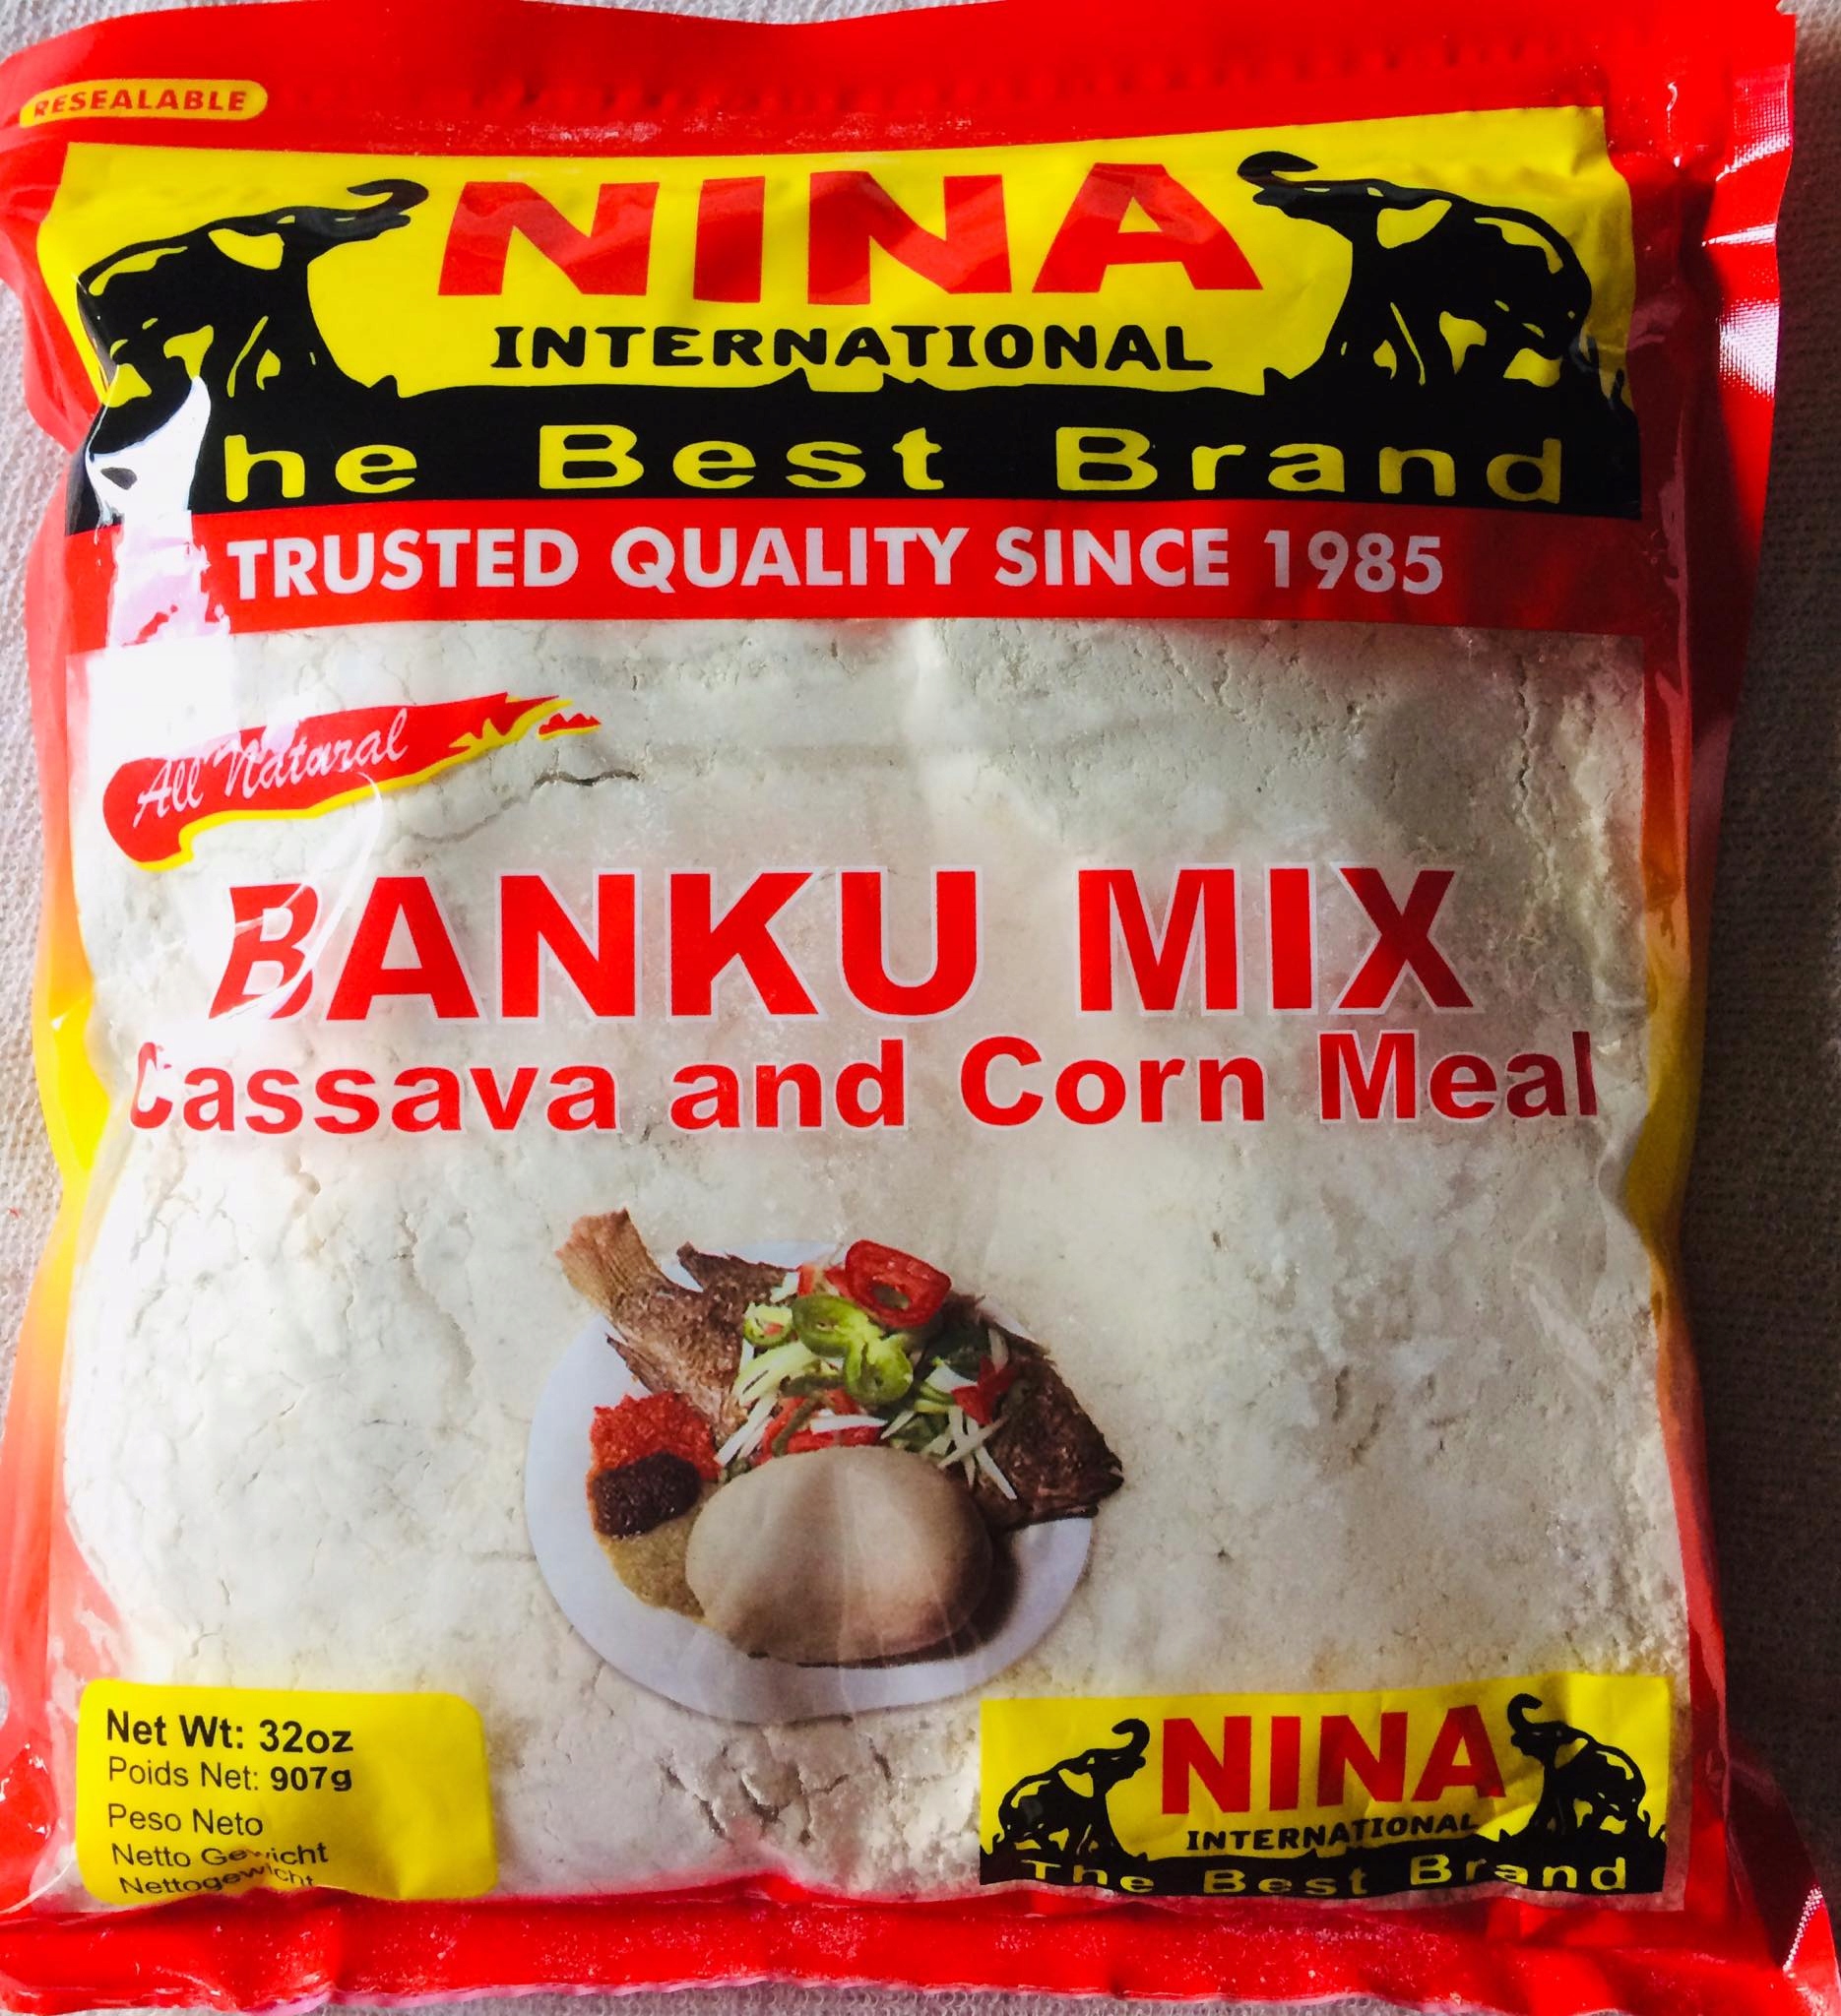 RESEALABLE
NINA
INTERNATIONAL
he Best Brand
TRUSTED QUALITY SINCE 1985
All Natural
BANKU MIX
Cassava and Corn Meal
Net Wt: 32oz
Poids Net: 907g
Peso Neto
Netto Gewicht
Nettogewicht
NINA
INTERNATIONAL
The Best Brand